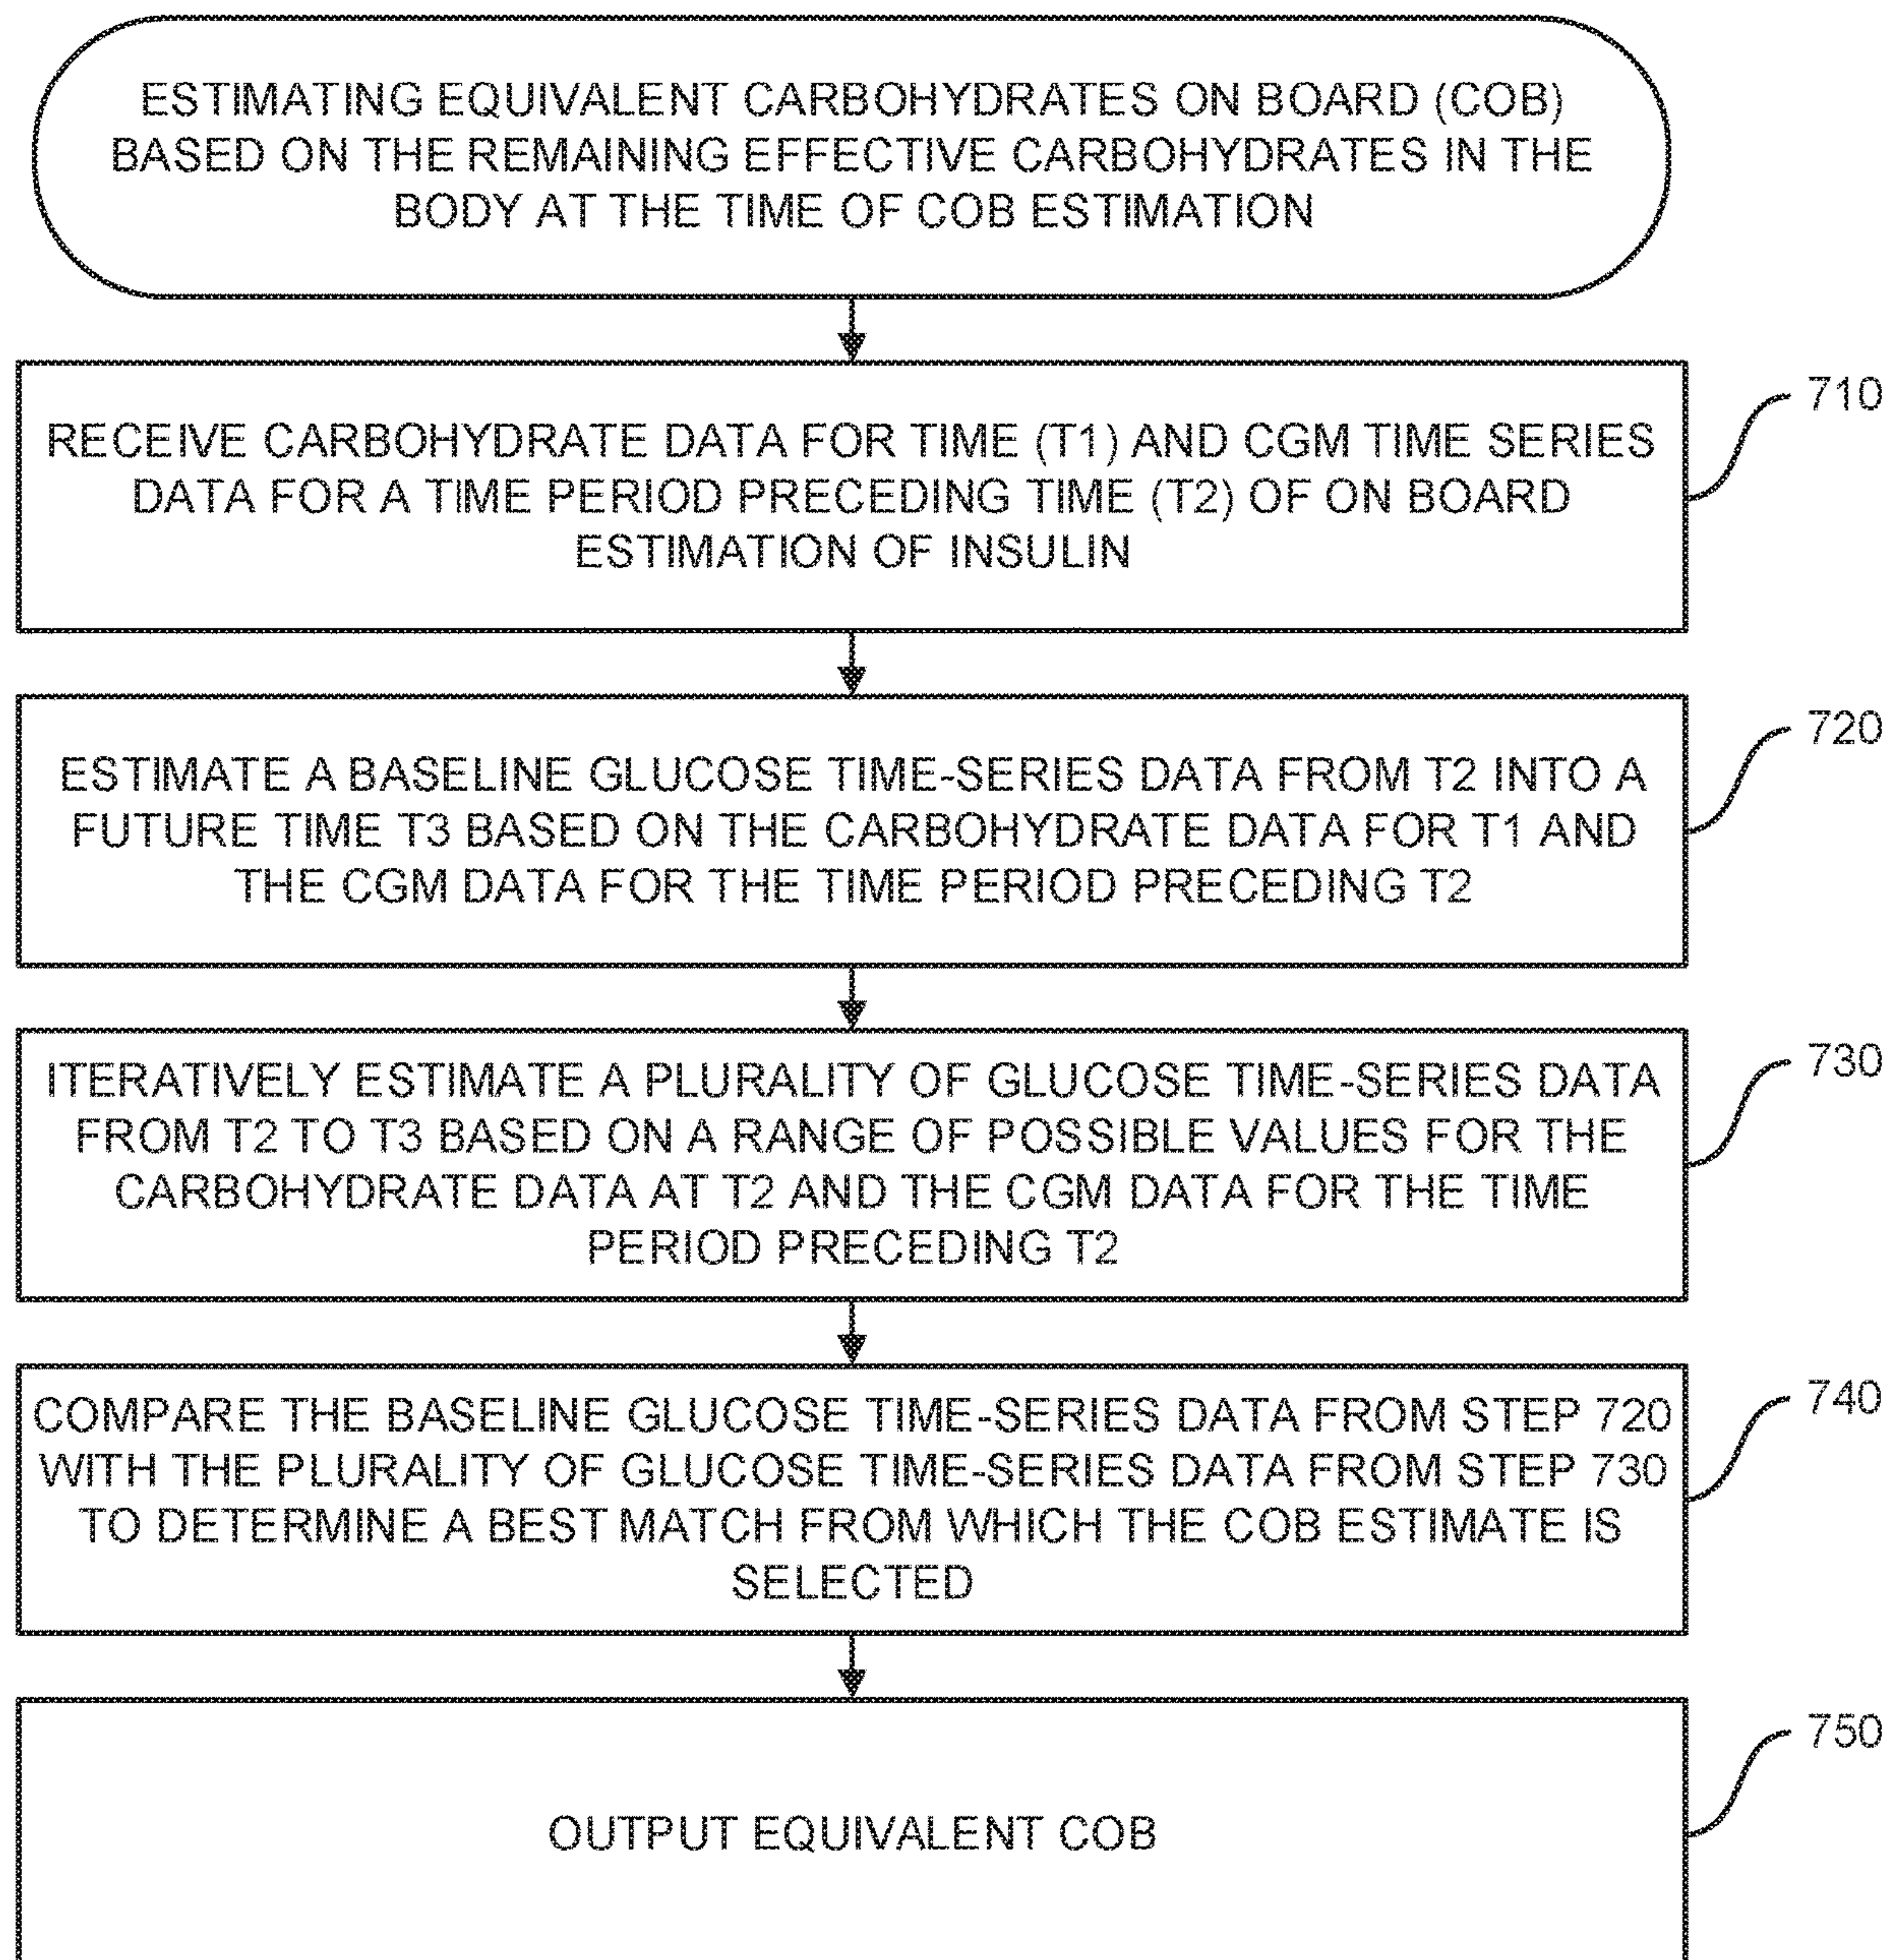 ESTIMATING EQUIVALENT CARBOHYDRATES ON BOARD (COB)
BASED ON THE REMAINING EFFECTIVE CARBOHYDRATES IN THE
BODY AT THE TIME OF COB ESTIMATION
710
RECEIVE CARBOHYDRATE DATA FOR TIME (T1) AND CGM TIME SERIES
DATA FOR A TIME PERIOD PRECEDING TIME (T2) OF ON BOARD
ESTIMATION OF INSULIN
720
ESTIMATE A BASELINE GLUCOSE TIME-SERIES DATA FROM T2 INTO A
FUTURE TIME T3 BASED ON THE CARBOHYDRATE DATA FOR T1 AND
THE CGM DATA FOR THE TIME PERIOD PRECEDING T2
730
ITERATIVELY ESTIMATE A PLURALITY OF GLUCOSE TIME-SERIES DATA
FROM T2 TO T3 BASED ON A RANGE OF POSSIBLE VALUES FOR THE
CARBOHYDRATE DATA AT T2 AND THE CGM DATA FOR THE TIME
PERIOD PRECEDING T2
740
COMPARE THE BASELINE GLUCOSE TIME-SERIES DATA FROM STEP 720
WITH THE PLURALITY OF GLUCOSE TIME-SERIES DATA FROM STEP 730
TO DETERMINE A BEST MATCH FROM WHICH THE COB ESTIMATE IS
SELECTED
750
OUTPUT EQUIVALENT COB